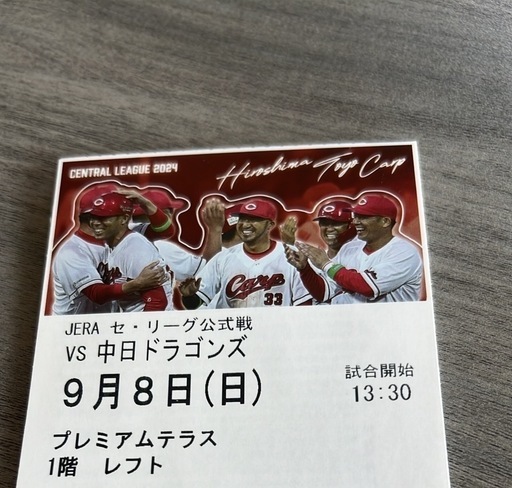 CENTRAL LEAGUE 2024
Hiroshima Toyo Carp
Carp
33
JERA セ・リーグ公式戦
VS 中日ドラゴンズ
9月8日(日)
試合開始
13:30
プレミアムテラス
1階 レフト